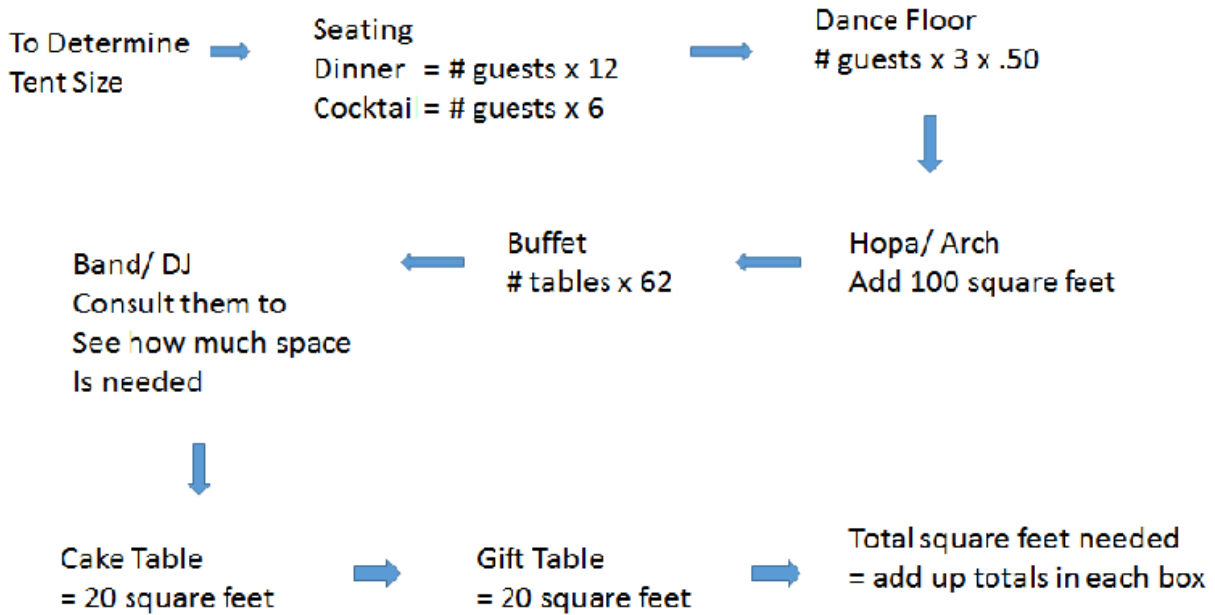 To Determine
Tent Size
Seating
Dinner = # guests x 12
Cocktail = # guests x 6
Dance Floor
# guests x 3 x .50
Hopa/ Arch
Add 100 square feet
Buffet
# tables x 62
Band/ DJ
Consult them to
See how much space
Is needed
Cake Table
= 20 square feet
Gift Table
= 20 square feet
Total square feet needed
= add up totals in each box